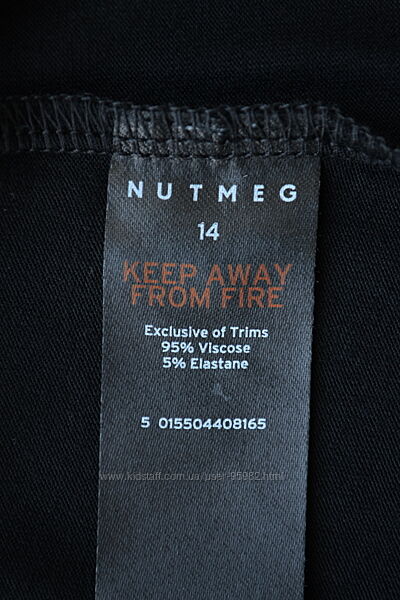 NUTMEG
14
KEEP AWAY
FROM FIRE
Exclusive of Trims
95% Viscose
5% Elastane
5 015504408165
www.kidstaff.com.ua/user-95982.html